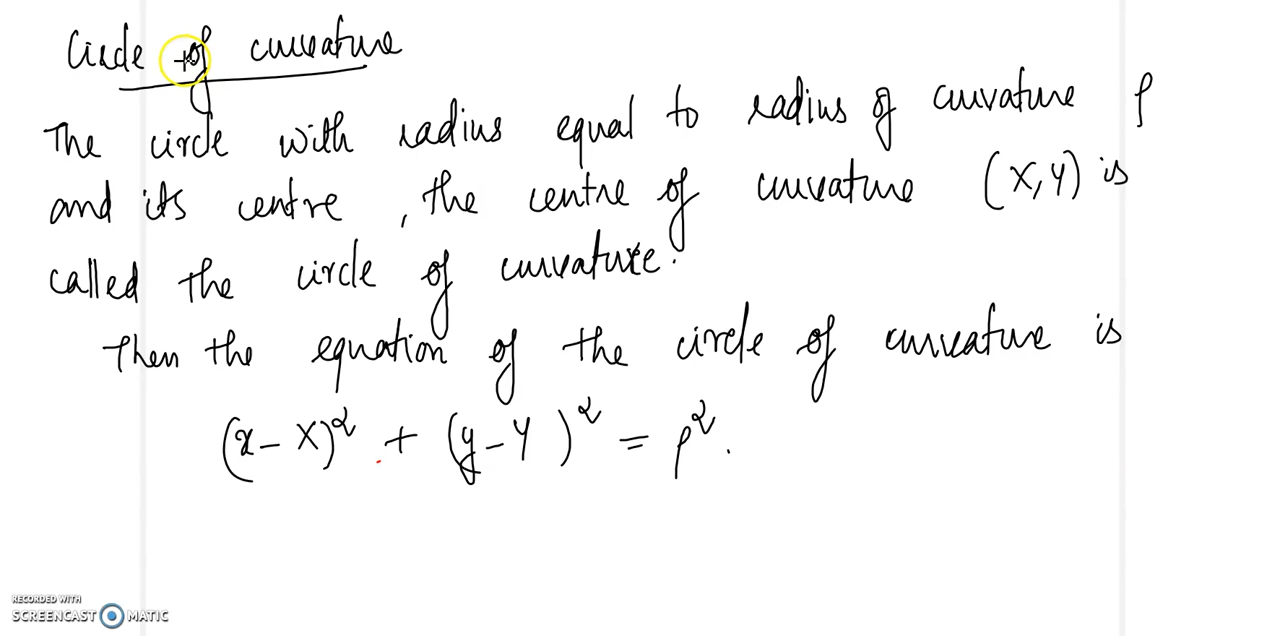 Circle of curvature
The circle with radius equal to radius of curvature ρ
and its centre, the centre of curvature (X, Y) is
called the circle of curvature.
Then the equation of the circle of curvature is
(x - X)² + (y - Y)² = ρ².
RECORDED WITH
SCREENCAST MATIC